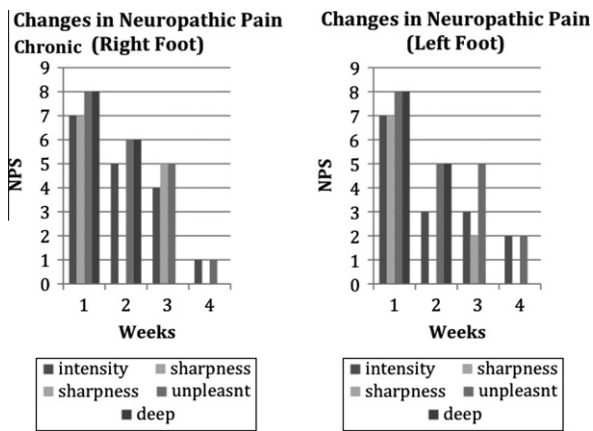 Changes in Neuropathic Pain
Chronic (Right Foot)
9
8
7
6
5
4
3
2
1
0
NPS
1 2 3 4
Weeks
intensity sharpness
sharpness unpleasnt
deep
Changes in Neuropathic Pain
(Left Foot)
9
8
7
6
5
4
3
2
1
0
NPS
1 2 3 4
Weeks
intensity sharpness
sharpness unpleasnt
deep